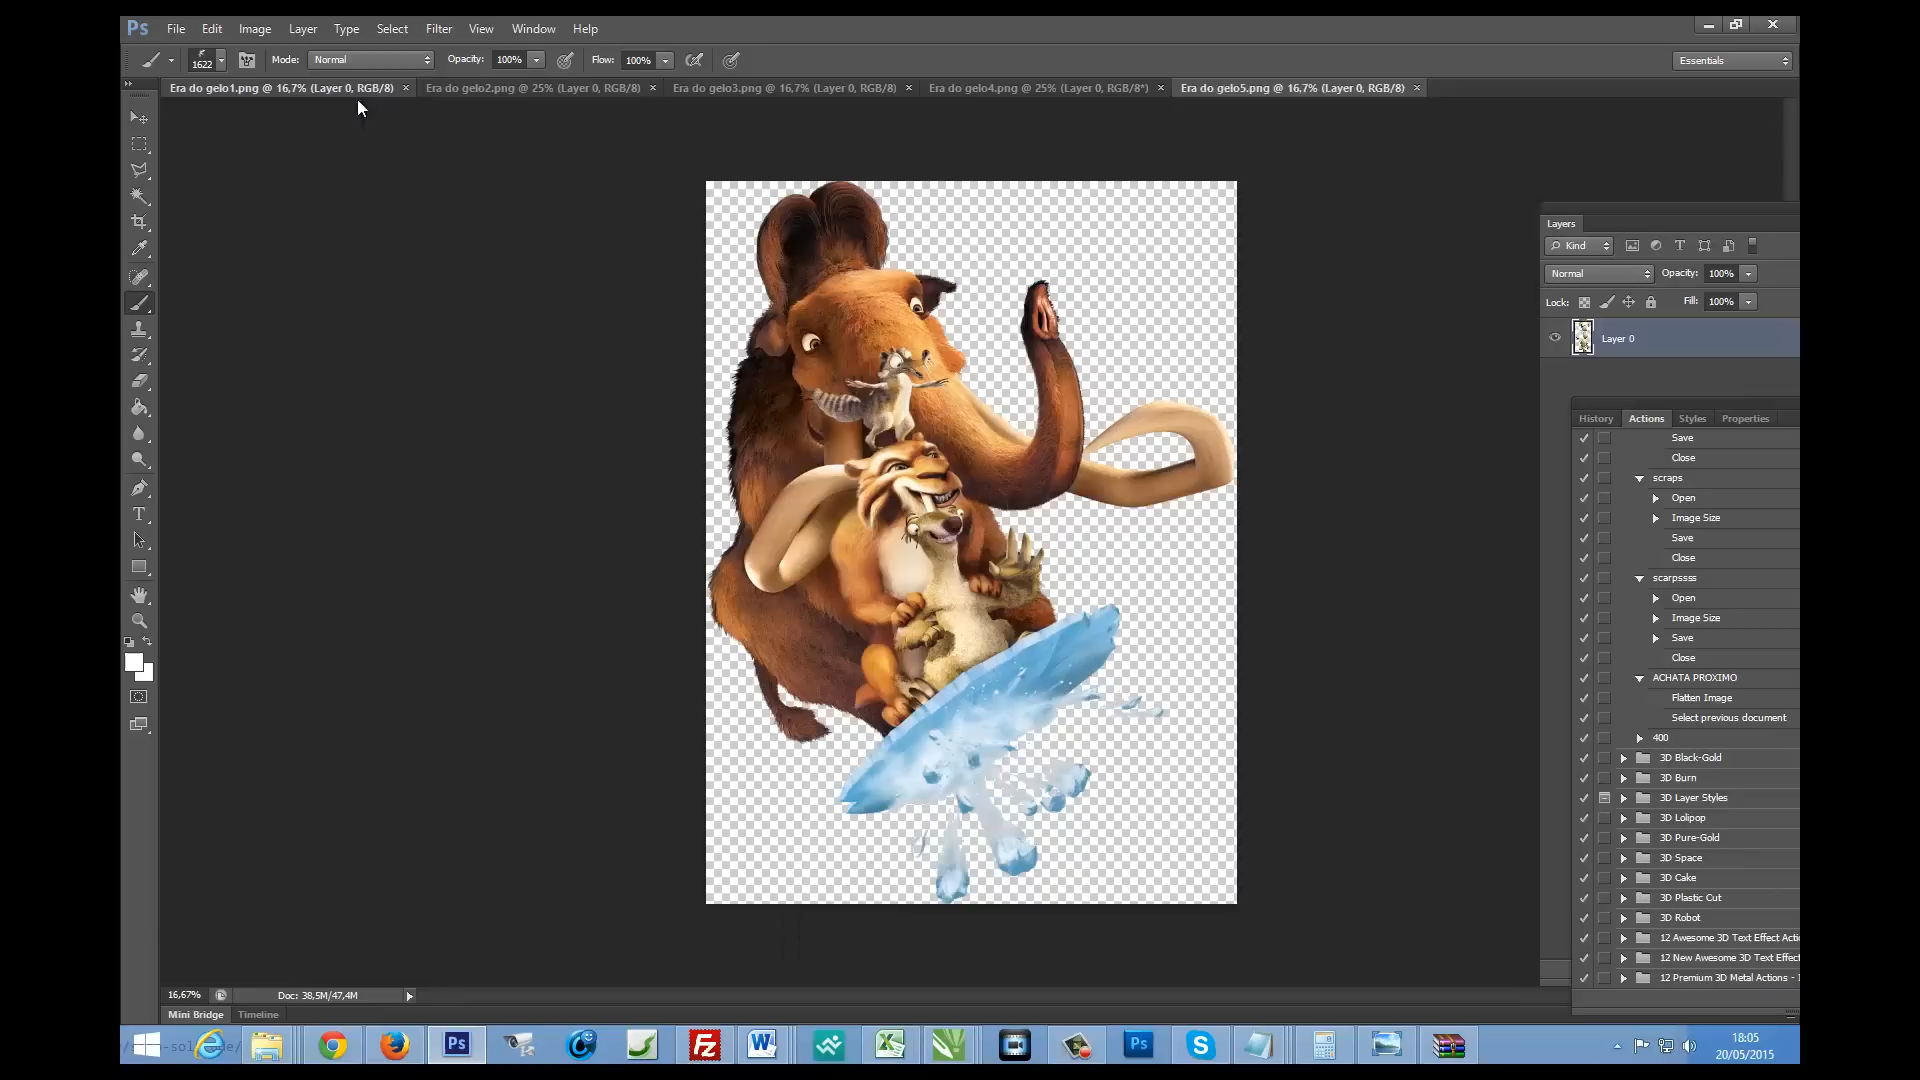 Ps File Edit Image Layer Type Select Filter View Window Help
1622 Mode: Normal Opacity: 100% Flow: 100% Essentials
Era do gelo1.png @ 16,7% (Layer 0, RGB/8) × Era do gelo2.png @ 25% (Layer 0, RGB/8) × Era do gelo3.png @ 16,7% (Layer 0, RGB/8) × Era do gelo4.png @ 25% (Layer 0, RGB/8*) × Era do gelo5.png @ 16,7% (Layer 0, RGB/8) ×
Layers
Kind
Normal Opacity: 100%
Lock: Fill: 100%
Layer 0
History Actions Styles Properties
Save
Close
scraps
Open
Image Size
Save
Close
scarpssss
Open
Image Size
Save
Close
ACHATA PROXIMO
Flatten Image
Select previous document
400
3D Black-Gold
3D Burn
3D Layer Styles
3D Lolipop
3D Pure-Gold
3D Space
3D Cake
3D Plastic Cut
3D Robot
12 Awesome 3D Text Effect Acti
12 New Awesome 3D Text Effect
12 Premium 3D Metal Actions -
16,67% Doc: 38,5M/47,4M
Mini Bridge Timeline
Ps Fz W Ps S
18:05
20/05/2015